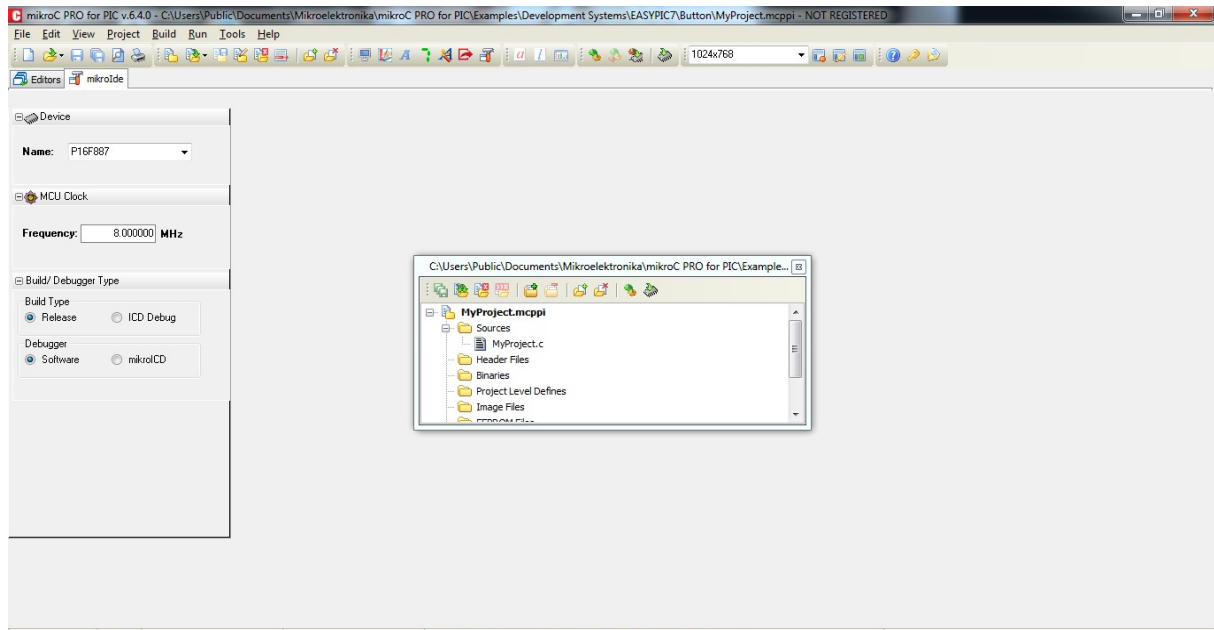 mikroC PRO for PIC v.6.4.0 - C:\Users\Public\Documents\Mikroelektronika\mikroC PRO for PIC\Examples\Development Systems\EASYPIC7\Button\MyProject.mcppi - NOT REGISTERED
File Edit View Project Build Run Tools Help
1024x768
Editors mikroIde
Device
Name: P16F887
MCU Clock
Frequency: 8.000000 MHz
Build/ Debugger Type
Build Type
Release ICD Debug
Debugger
Software mikroICD
C:\Users\Public\Documents\Mikroelektronika\mikroC PRO for PIC\Example...
MyProject.mcppi
Sources
MyProject.c
Header Files
Binaries
Project Level Defines
Image Files